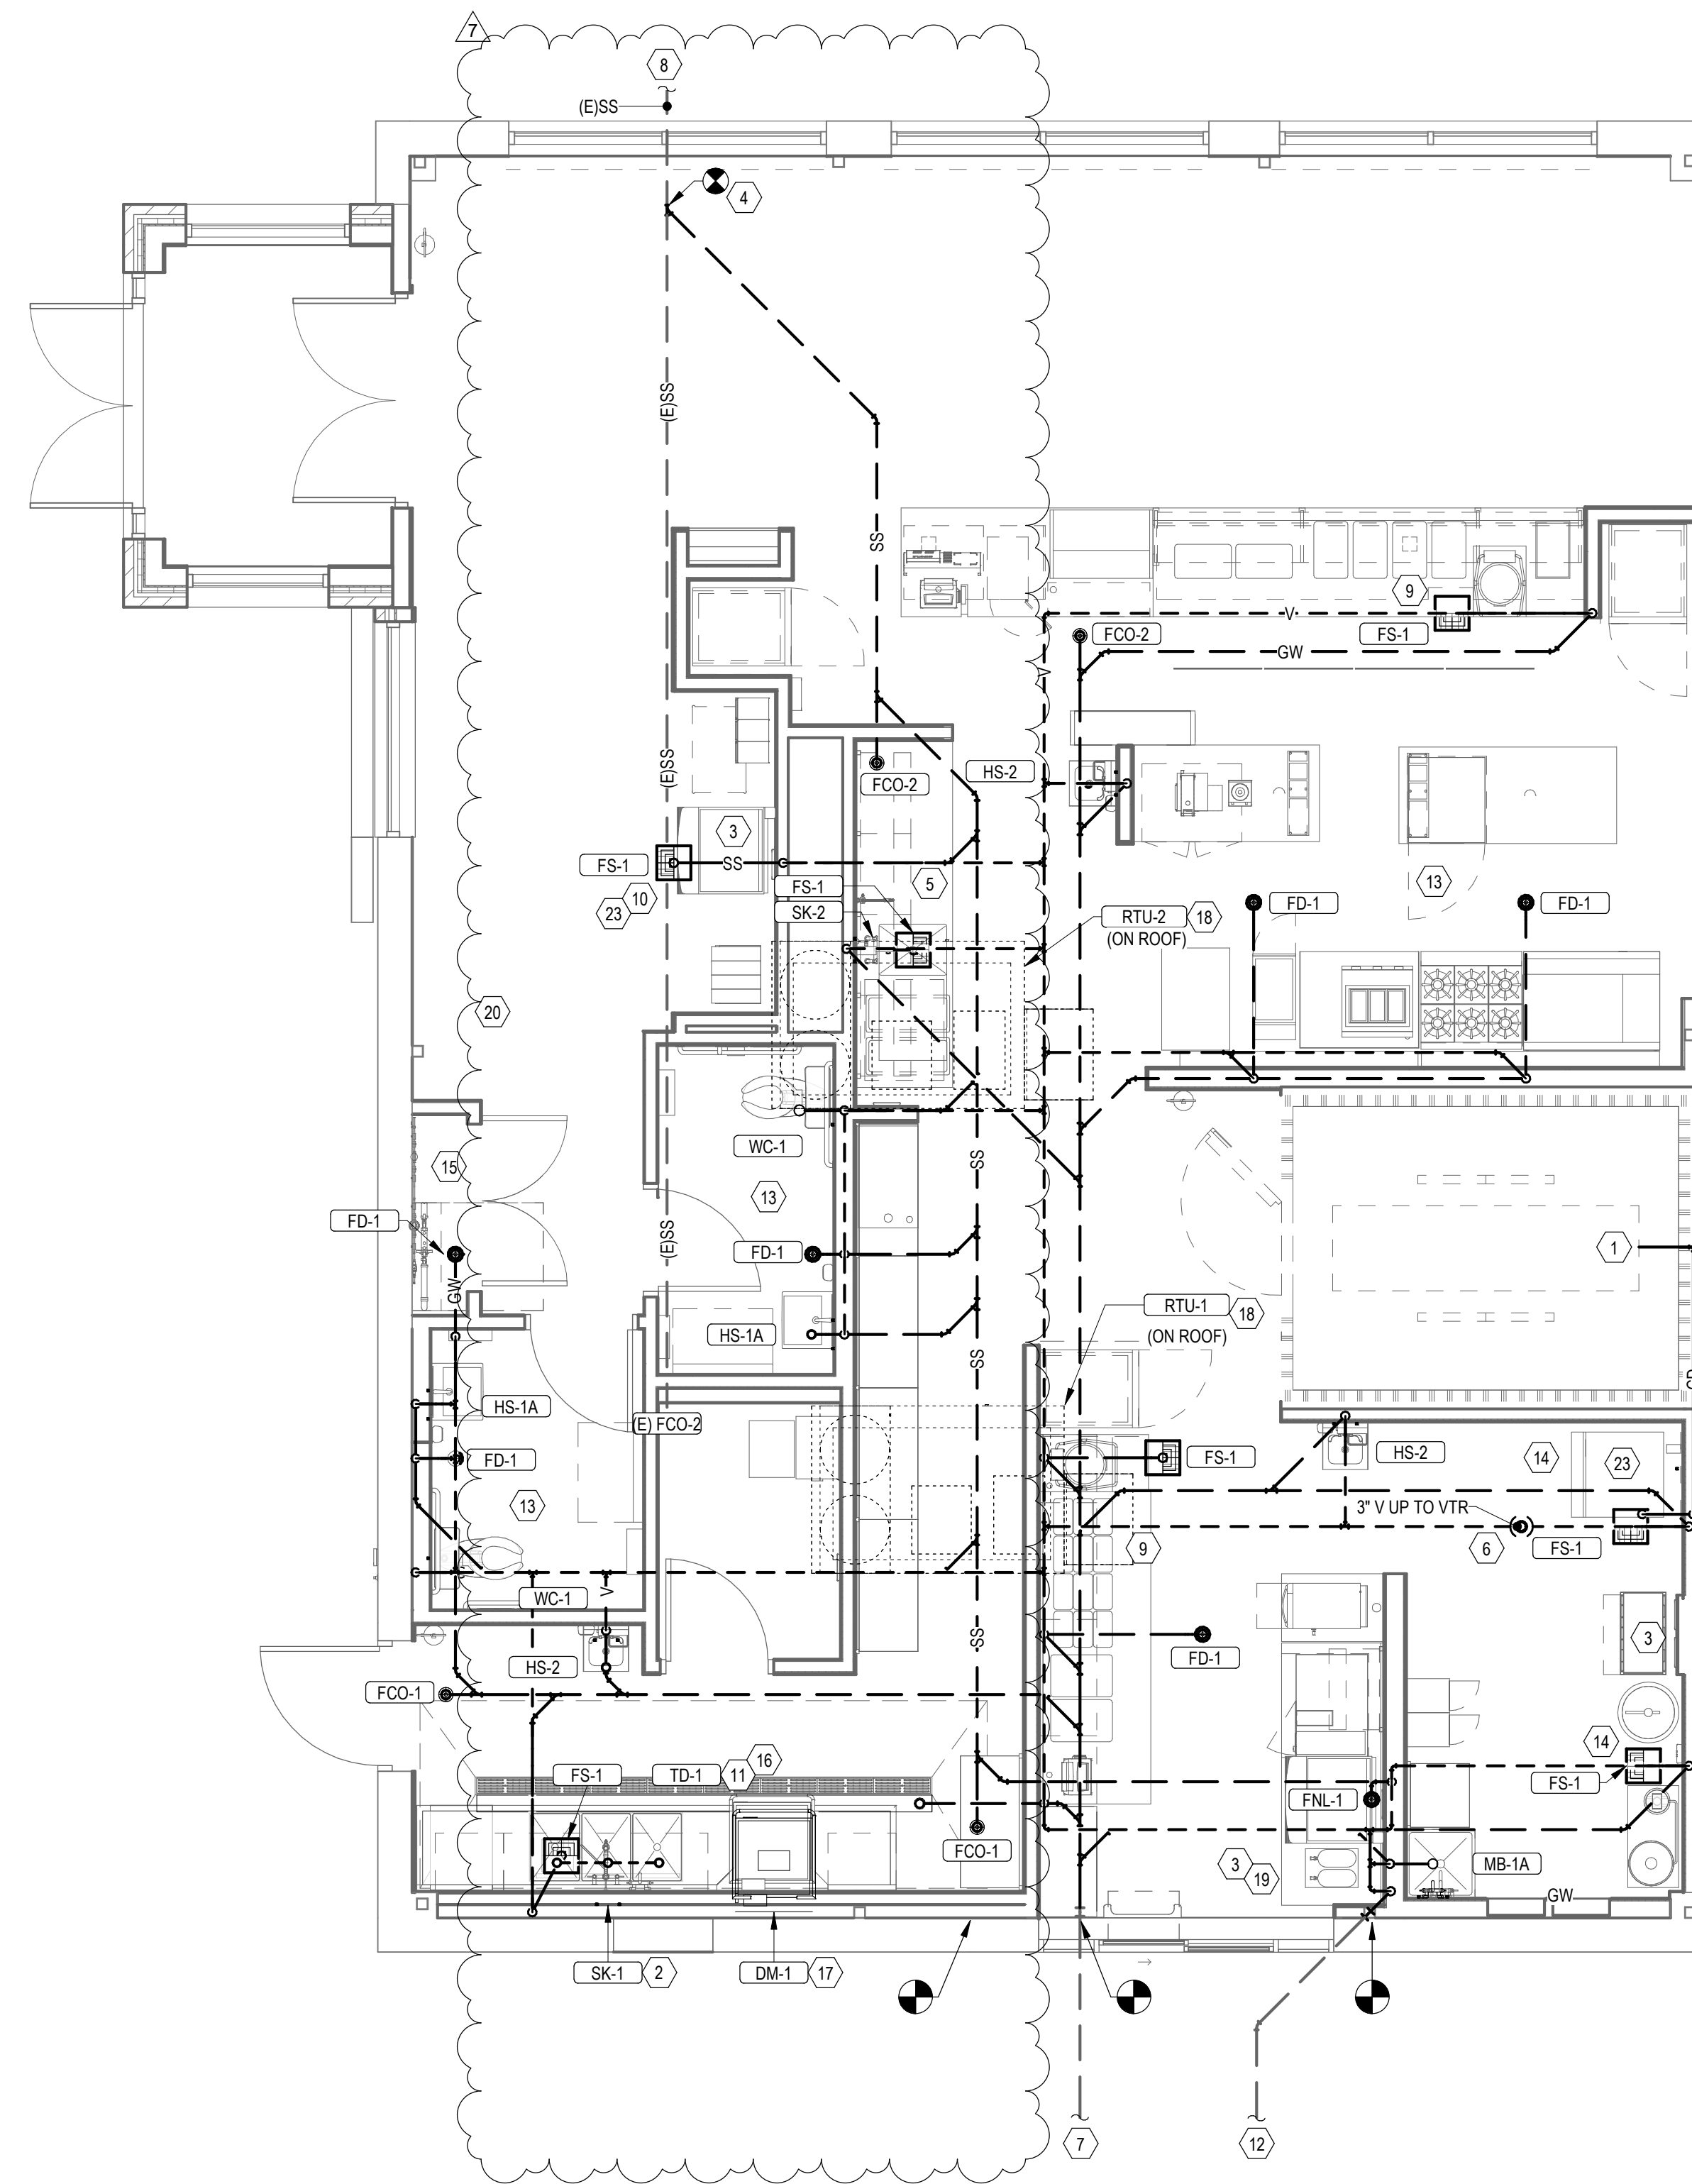 7
8
(E)SS
4
(E)SS
SS
9
V
FCO-2
FS-1
GW
V
(E)SS
FCO-2
HS-2
3
FS-1
SS
FS-1
5
13
10
23
SK-2
FD-1
FD-1
RTU-2
18
(ON ROOF)
20
WC-1
SS
15
13
FD-1
(E)SS
FD-1
1
GW
RTU-1
18
HS-1A
(ON ROOF)
SS
HS-1A
(E) FCO-2
FD-1
FS-1
HS-2
14
23
13
3" V UP TO VTR
9
6
FS-1
WC-1
V
SS
3
HS-2
FD-1
FCO-1
FS-1
TD-1
11
16
14
FS-1
FNL-1
FCO-1
3
19
MB-1A
GW
SK-1
2
DM-1
17
7
12